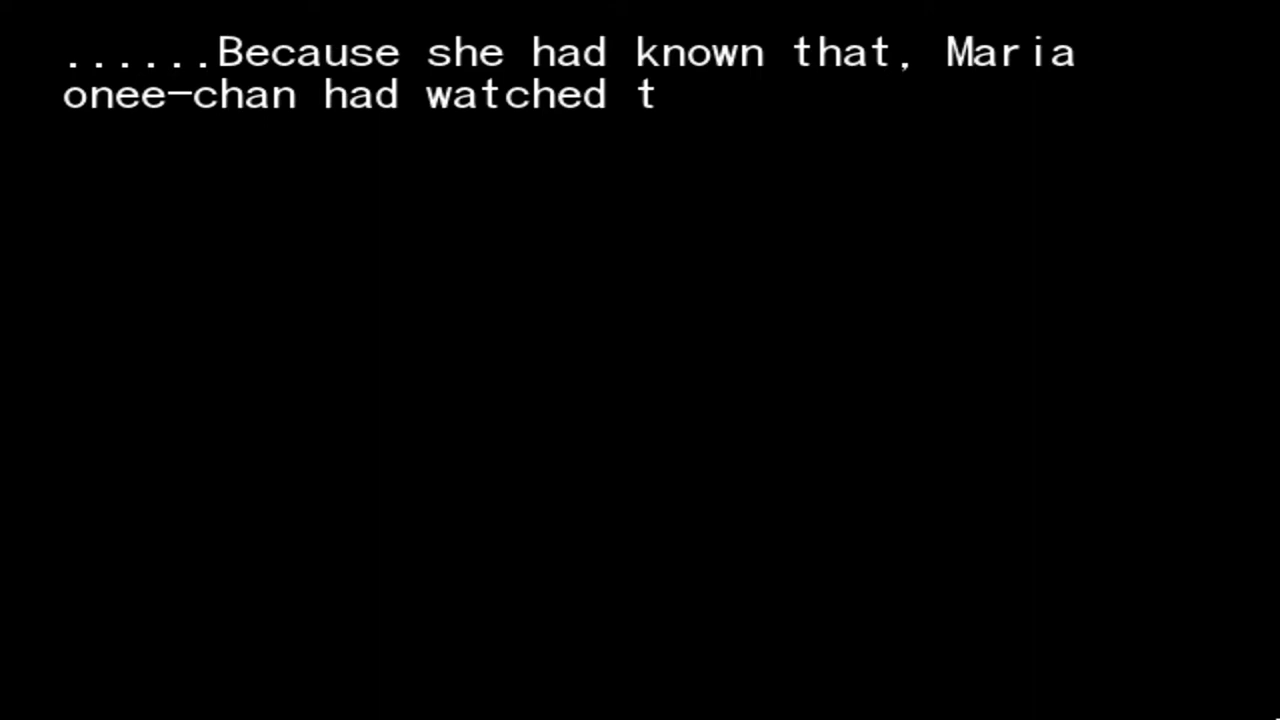 ......Because she had known that, Maria
onee-chan had watched t